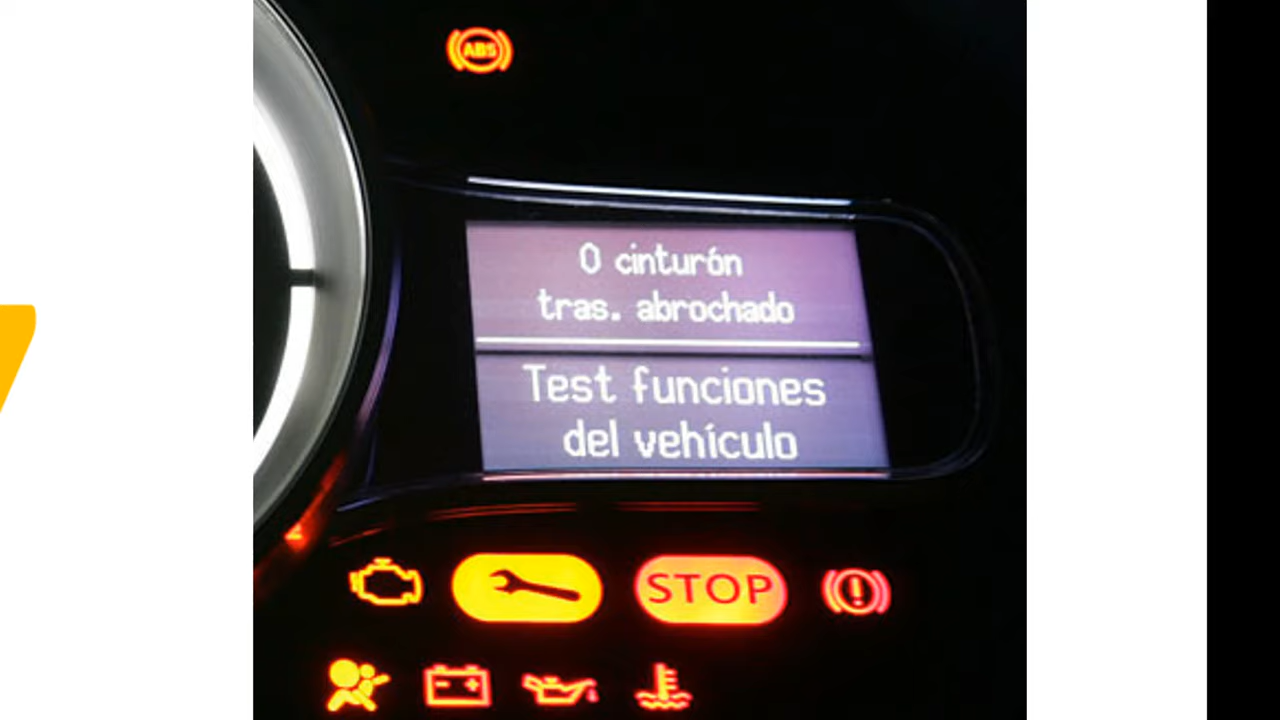 ABS
0 cinturón
tras. abrochado
Test funciones
del vehículo
STOP